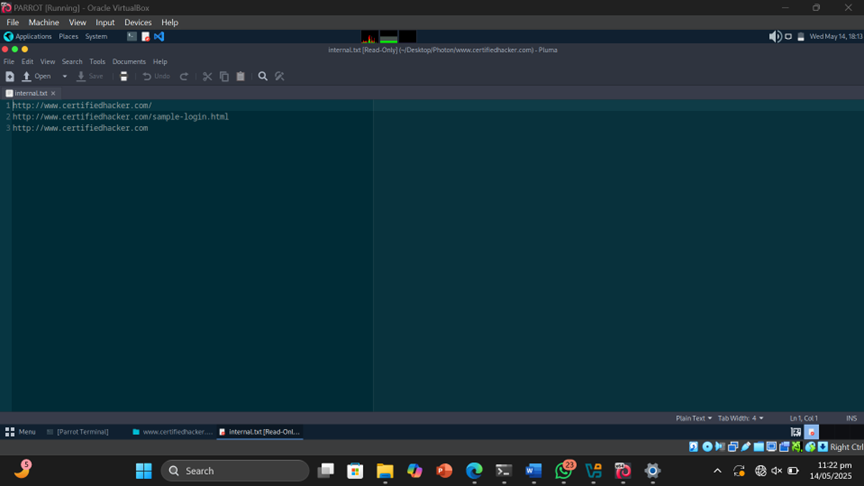 PARROT [Running] - Oracle VirtualBox
File Machine View Input Devices Help
Applications Places System
Wed May 14, 18:13
internal.txt [Read-Only] (~/Desktop/Photon/www.certifiedhacker.com) - Pluma
File Edit View Search Tools Documents Help
Open Save Undo
internal.txt
1 http://www.certifiedhacker.com/
2 http://www.certifiedhacker.com/sample-login.html
3 http://www.certifiedhacker.com
Plain Text Tab Width: 4 Ln 1, Col 1 INS
Menu [Parrot Terminal] www.certifiedhacker.... internal.txt [Read-Onl...
Right Ctrl
5 Search 23 11:22 pm
14/05/2025